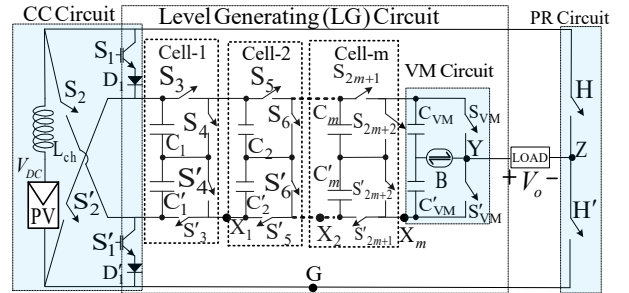 CC Circuit
Level Generating (LG) Circuit
PR Circuit
S1
D1
Cell-1
Cell-2
Cell-m
S2
S3
S5
S2m+1
VM Circuit
H
Lch
S4
S6
S2m+2
CVM
SVM
C1
C2
Cm
VDC
Y
LOAD
Z
B
+Vo−
PV
S′2
S′4
S′6
S′2m+2
C′1
C′2
C′m
C′VM
S′VM
H′
S′1
S′3
X1
S′5
X2
S′2m+1
Xm
D′1
G